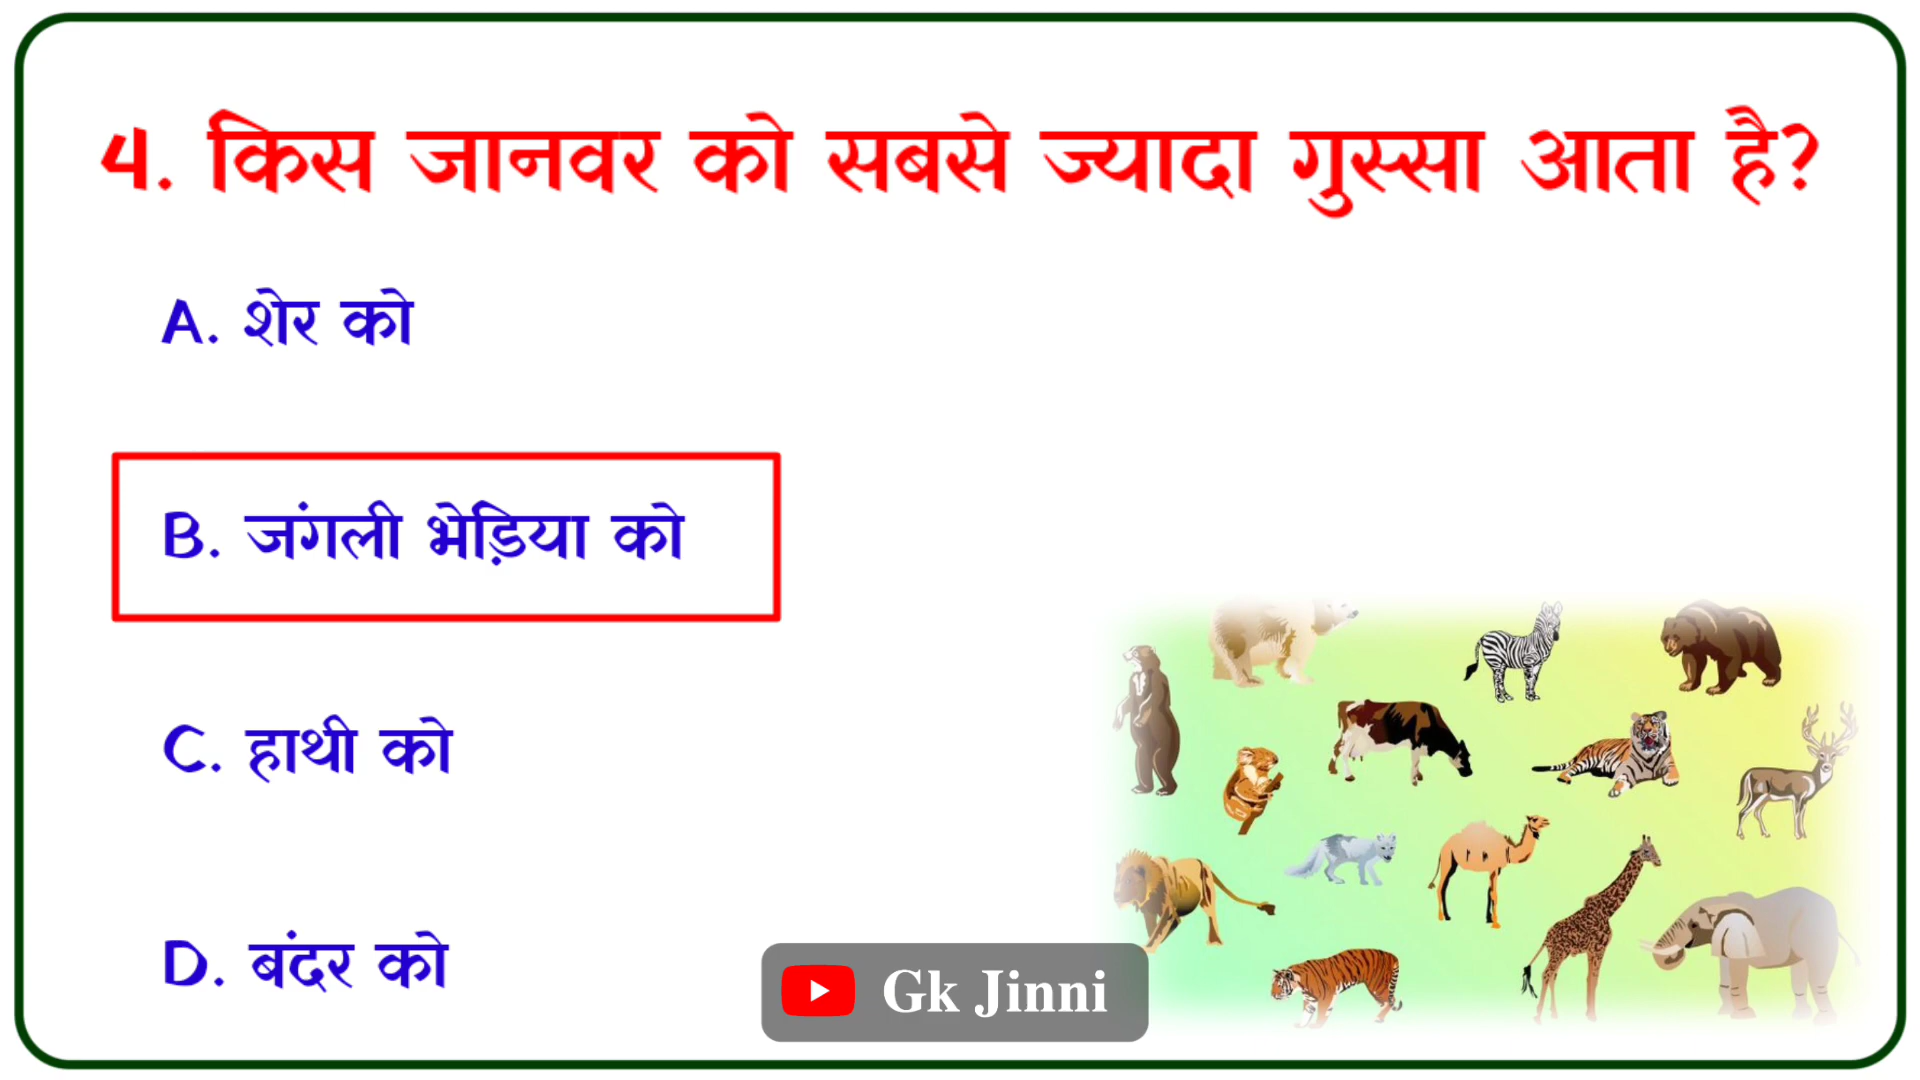 4. किस जानवर को सबसे ज्यादा गुस्सा आता है?
A. शेर को
B. जंगली भेड़िया को
C. हाथी को
D. बंदर को
Gk Jinni